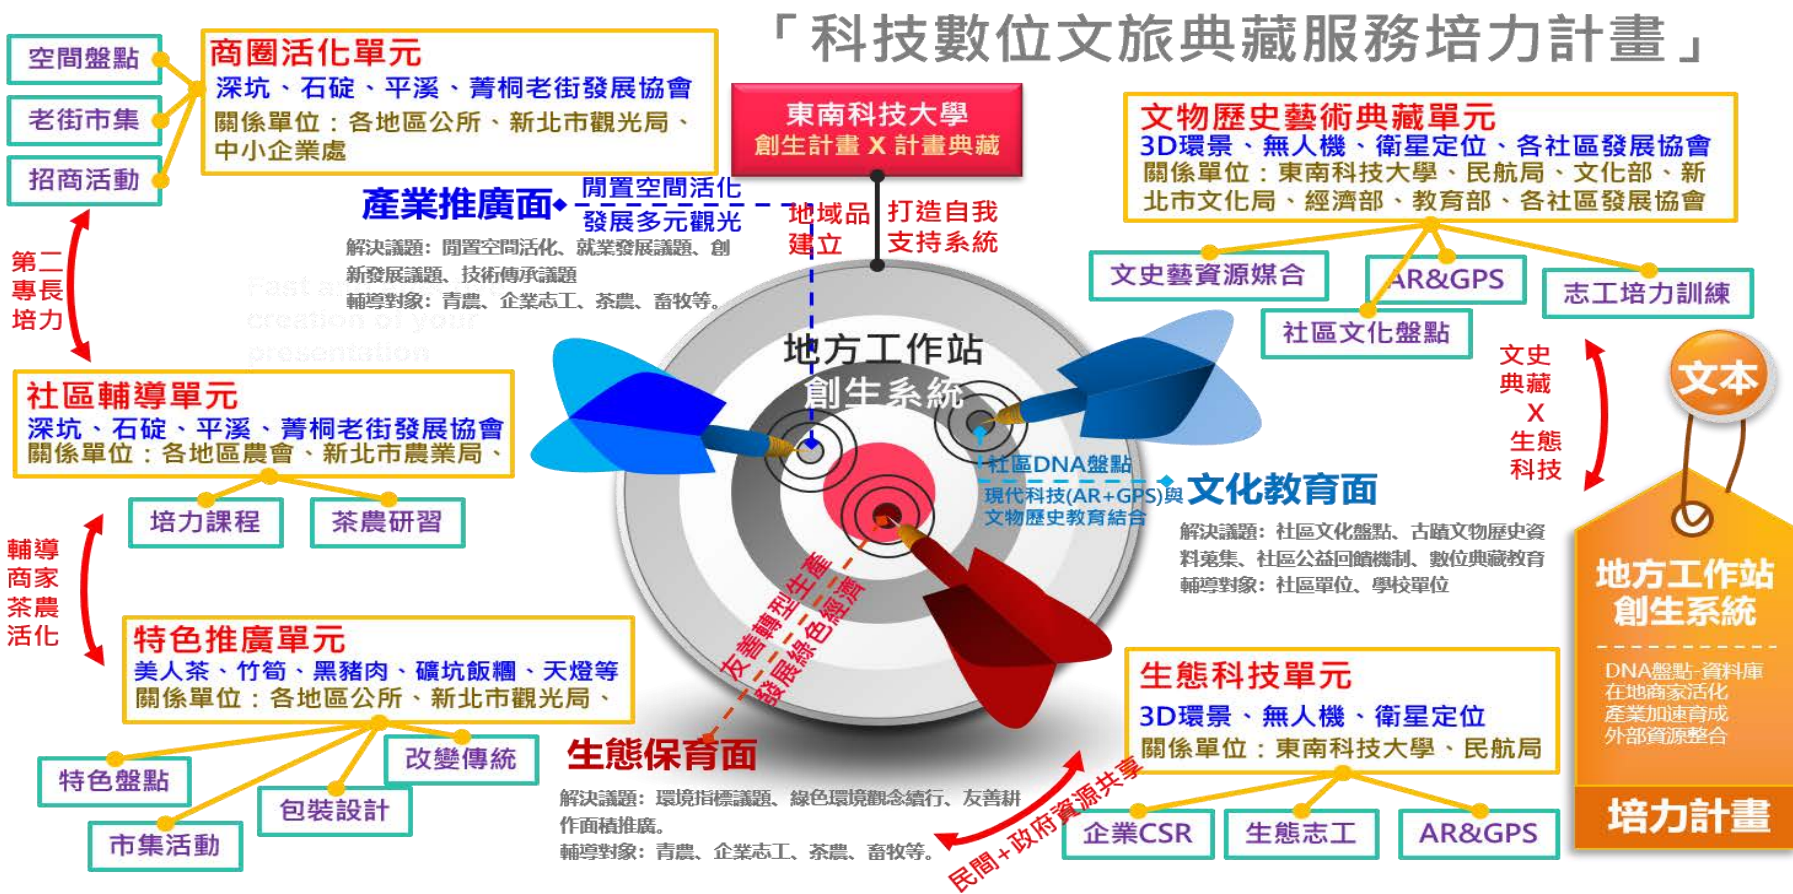 「科技數位文旅典藏服務培力計畫」
空間盤點
老街市集
招商活動
商圈活化單元
深坑、石碇、平溪、菁桐老街發展協會
關係單位：各地區公所、新北市觀光局、
中小企業處
東南科技大學
創生計畫 X 計畫典藏
文物歷史藝術典藏單元
3D環景、無人機、衛星定位、各社區發展協會
關係單位：東南科技大學、民航局、文化部、新
北市文化局、經濟部、教育部、各社區發展協會
文史藝資源媒合
AR&GPS
志工培力訓練
社區文化盤點
產業推廣面
閒置空間活化
發展多元觀光
地域品
建立
打造自我
支持系統
解決議題：閒置空間活化、就業發展議題、創
新發展議題、技術傳承議題
輔導對象：青農、企業志工、茶農、畜牧等。
creation of your
presentation
第二
專長
培力
地方工作站
創生系統
社區輔導單元
深坑、石碇、平溪、菁桐老街發展協會
關係單位：各地區農會、新北市農業局、
培力課程
茶農研習
文史
典藏
X
生態
科技
社區DNA盤點
現代科技(AR+GPS)與
文物歷史教育結合
文化教育面
解決議題：社區文化盤點、古蹟文物歷史資
料蒐集、社區公益回饋機制、數位典藏教育
輔導對象：社區單位、學校單位
輔導
商家
茶農
活化
特色推廣單元
美人茶、竹筍、黑豬肉、礦坑飯糰、天燈等
關係單位：各地區公所、新北市觀光局、
特色盤點
市集活動
包裝設計
改變傳統
友善轉型生產
發展綠色經濟
生態保育面
解決議題：環境指標議題、綠色環境觀念續行、友善耕
作面積推廣。
輔導對象：青農、企業志工、茶農、畜牧等。
民間+政府資源共享
生態科技單元
3D環景、無人機、衛星定位
關係單位：東南科技大學、民航局
企業CSR
生態志工
AR&GPS
文本
地方工作站
創生系統
DNA盤點-資料庫
在地商家活化
產業加速育成
外部資源整合
培力計畫